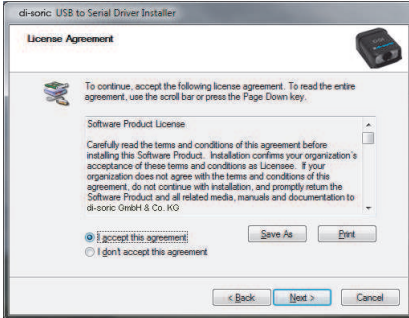 di-soric USB to Serial Driver Installer
License Agreement
To continue, accept the following license agreement. To read the entire
agreement, use the scroll bar or press the Page Down key.
Software Product License
Carefully read the terms and conditions of this agreement before
installing this Software Product. Installation confirms your organization's
acceptance of these terms and conditions as Licensee. If your
organization does not agree with the terms and conditions of this
agreement, do not continue with installation, and promptly return the
Software Product and all related media, manuals and documentation to
di-soric GmbH & Co. KG
I accept this agreement
Save As
Print
I don't accept this agreement
< Back
Next >
Cancel